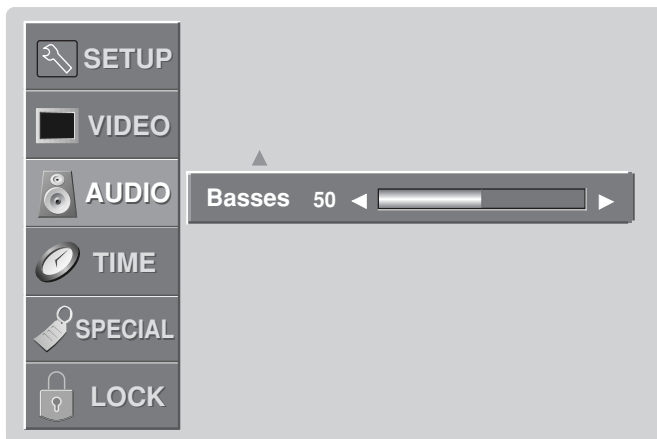 SETUP
VIDEO
AUDIO
Basses 50
TIME
SPECIAL
LOCK